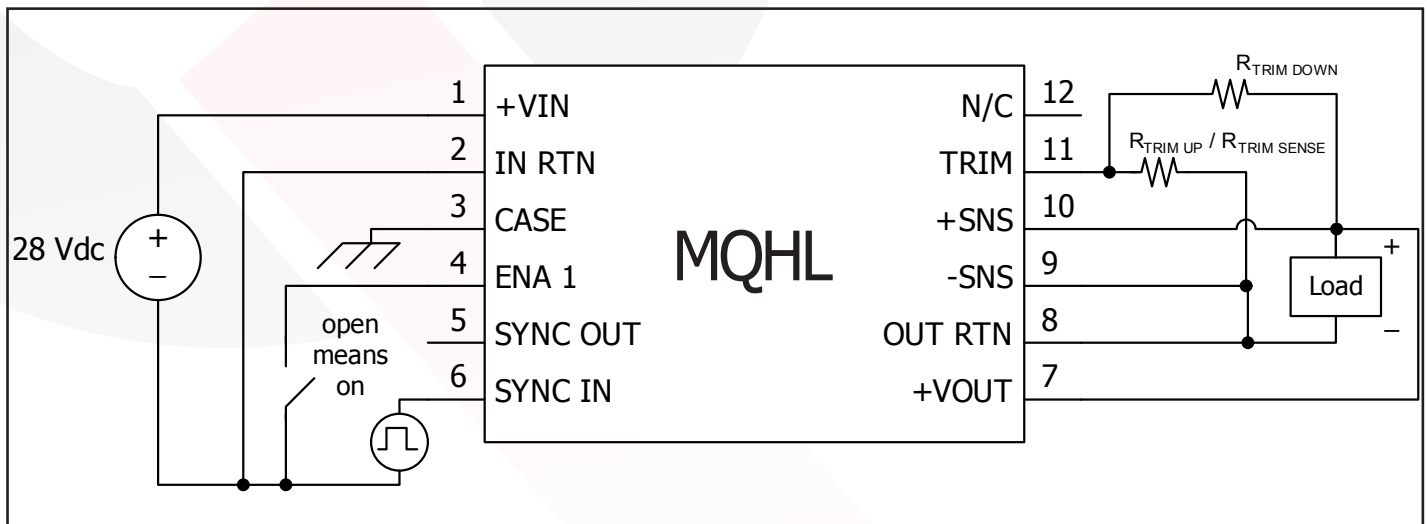 28 Vdc
+
−
open
means
on
1 +VIN
2 IN RTN
3 CASE
4 ENA 1
5 SYNC OUT
6 SYNC IN
MQHL
N/C 12
TRIM 11
+SNS 10
-SNS 9
OUT RTN 8
+VOUT 7
RTRIM DOWN
RTRIM UP / RTRIM SENSE
+
Load
−